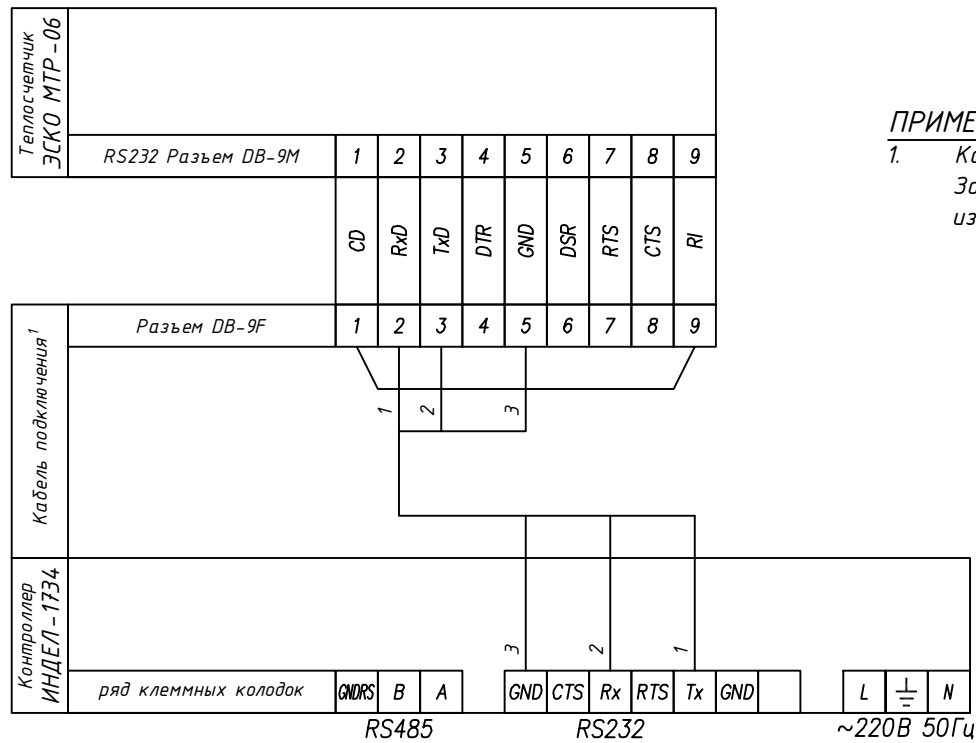 Теплосчетчик
ЭСКО МТР-06
RS232 Разъем DB-9M
1 2 3 4 5 6 7 8 9
CD RxD TxD DTR GND DSR RTS CTS RI
Кабель подключения¹
Разъем DB-9F
1 2 3 4 5 6 7 8 9
1 2 3
3 2 1
Контроллер
ИНДЕЛ-1734
ряд клеммных колодок
GNDRS B A
GND CTS Rx RTS Tx GND
L N
RS485
RS232
~220В 50Гц
ПРИМЕ
1. Ка
из